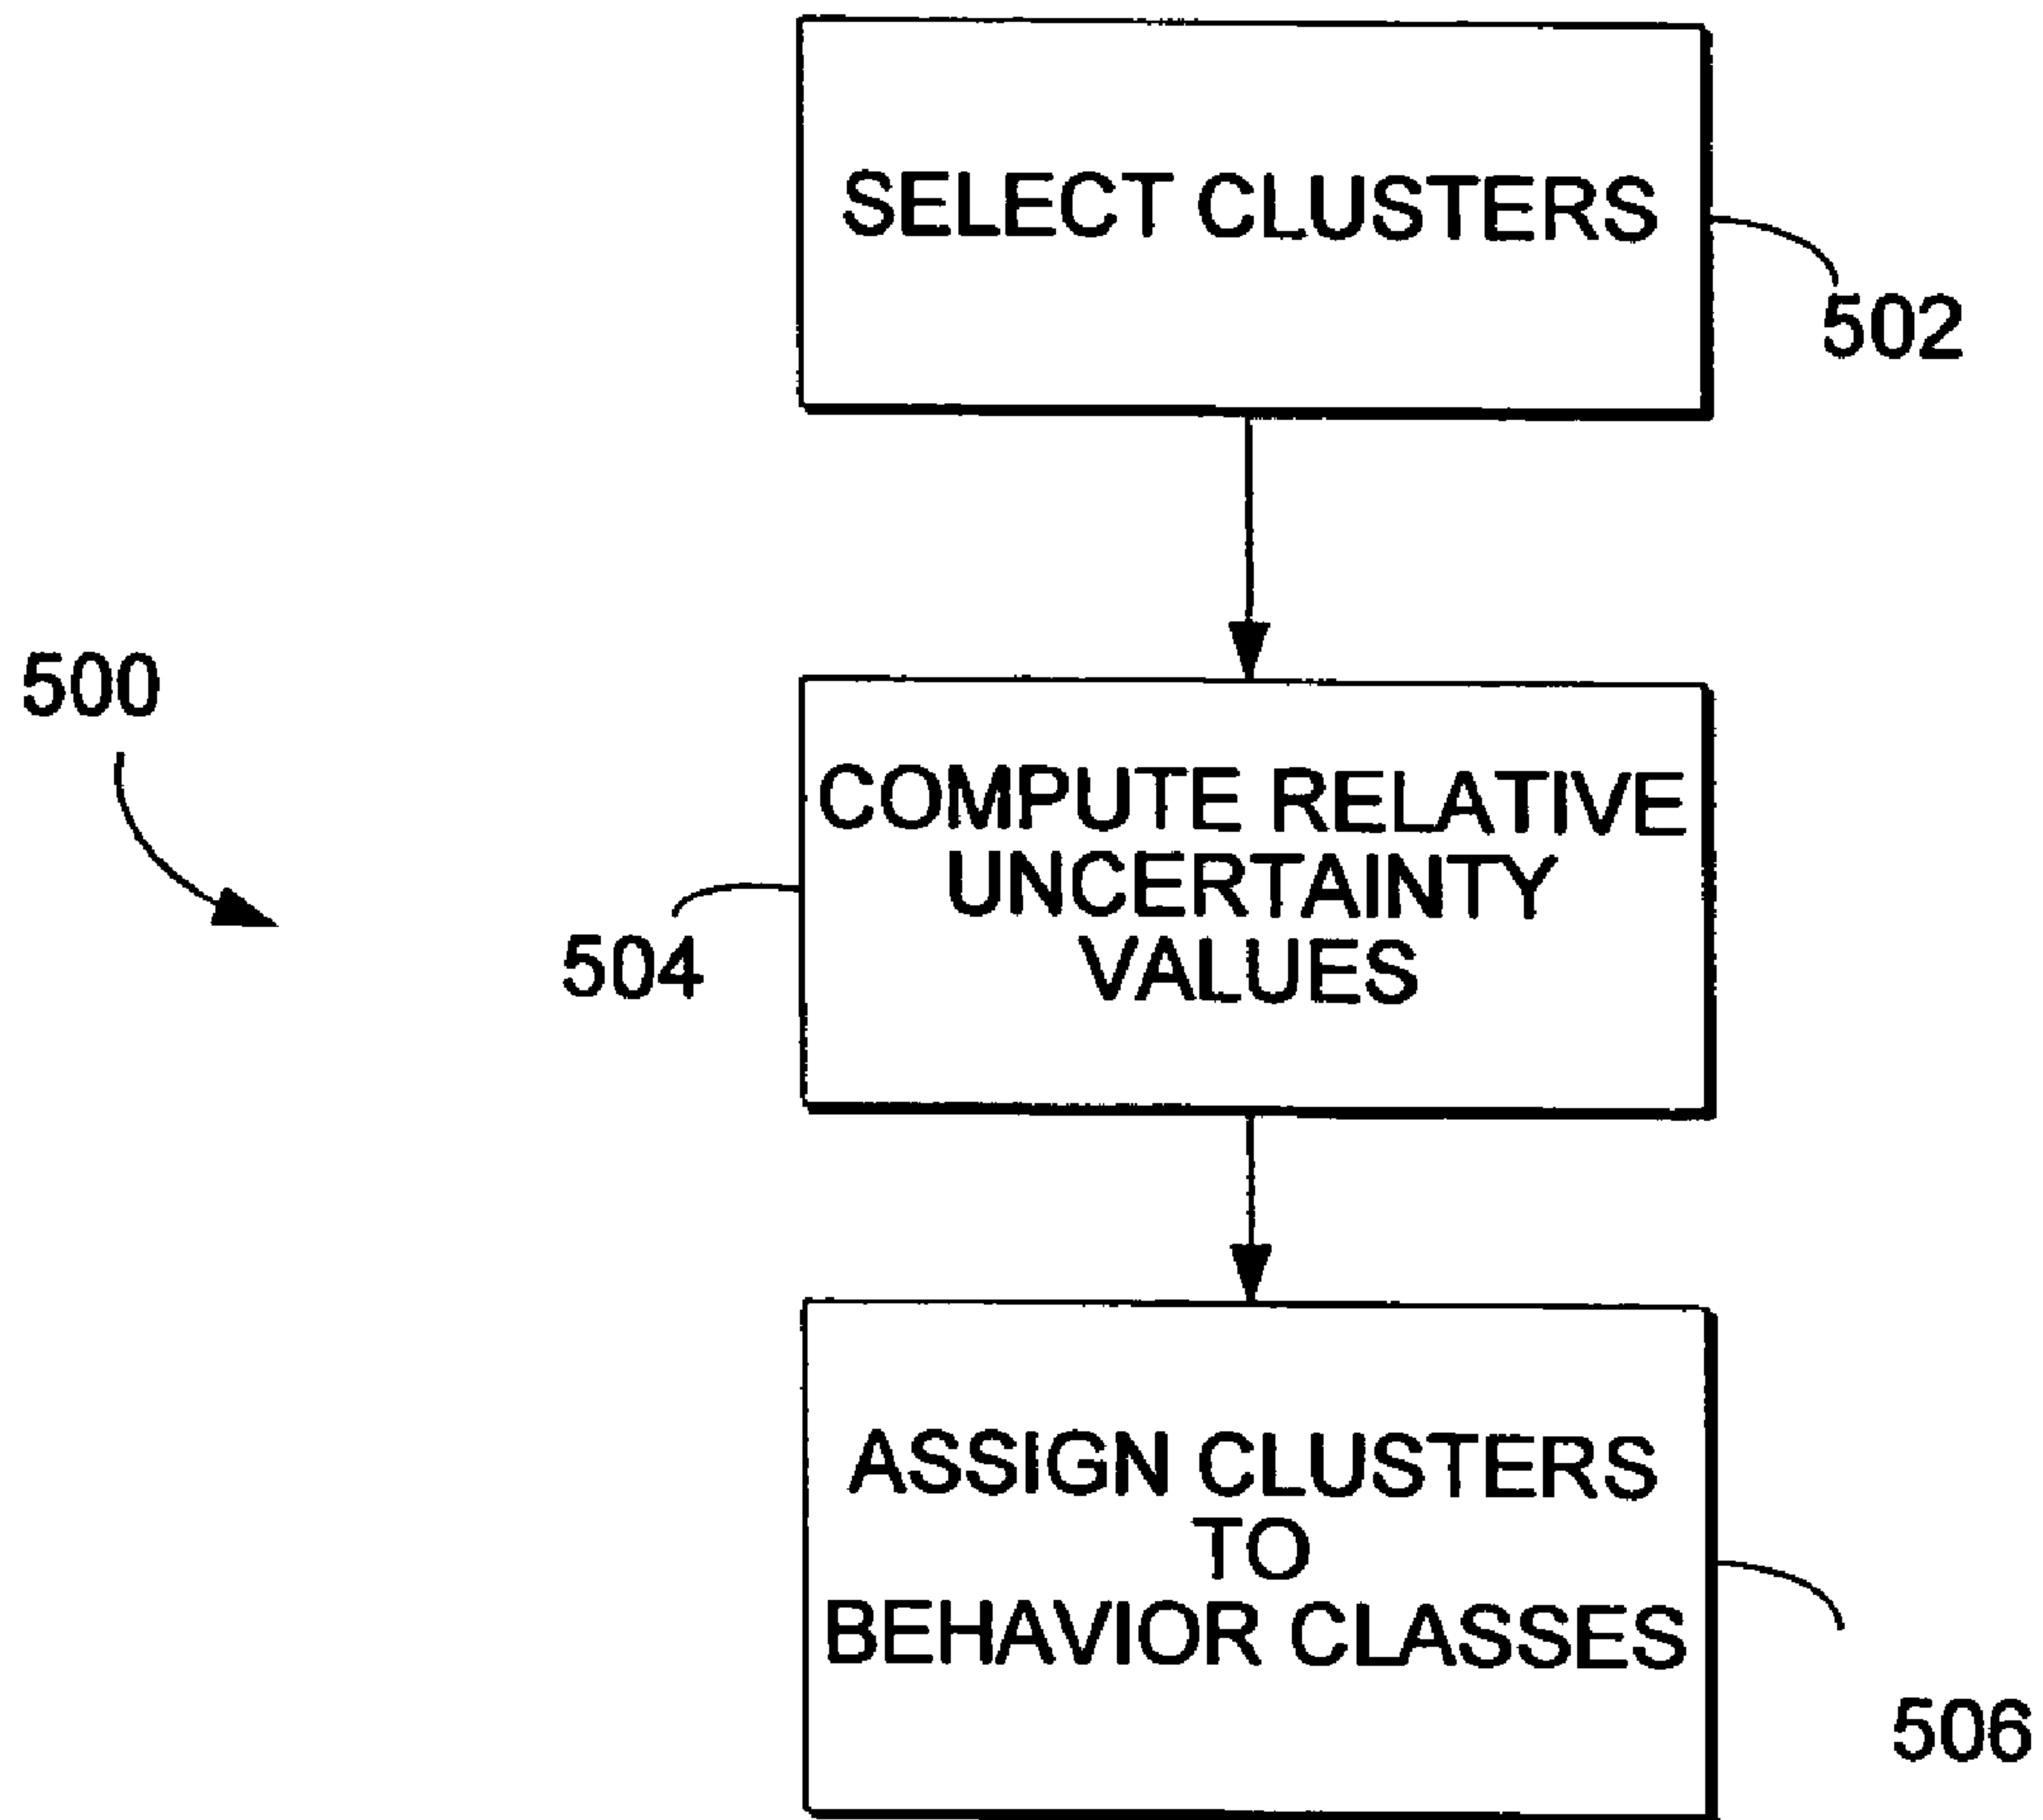 SELECT CLUSTERS
502
500
COMPUTE RELATIVE
UNCERTAINTY
VALUES
504
ASSIGN CLUSTERS
TO
BEHAVIOR CLASSES
506